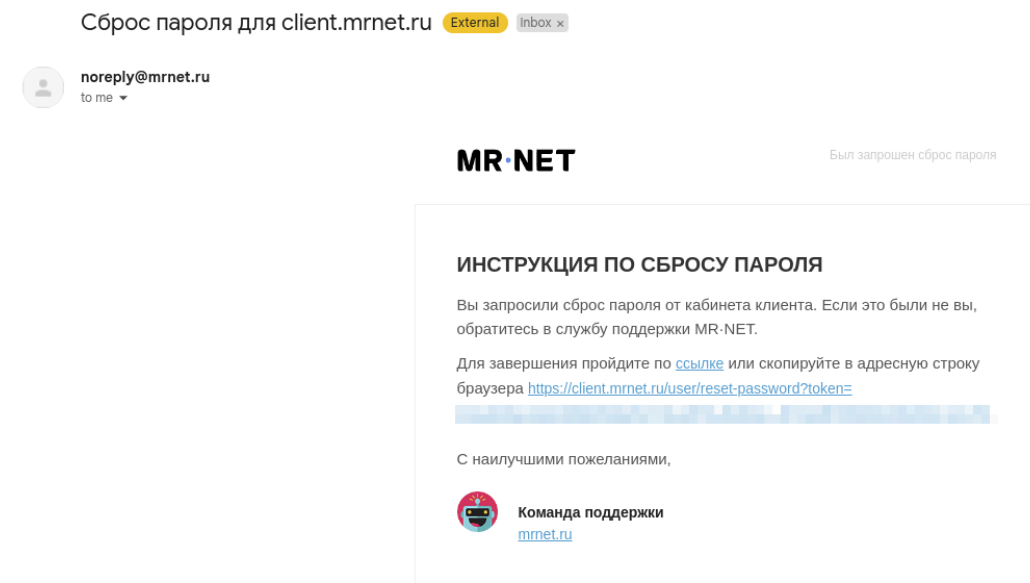 Сброс пароля для client.mrnet.ru External Inbox ×
noreply@mrnet.ru
to me
MR·NET
Был запрошен сброс пароля
ИНСТРУКЦИЯ ПО СБРОСУ ПАРОЛЯ
Вы запросили сброс пароля от кабинета клиента. Если это были не вы,
обратитесь в службу поддержки MR·NET.
Для завершения пройдите по ссылке или скопируйте в адресную строку
браузера https://client.mrnet.ru/user/reset-password?token=
С наилучшими пожеланиями,
Команда поддержки
mrnet.ru